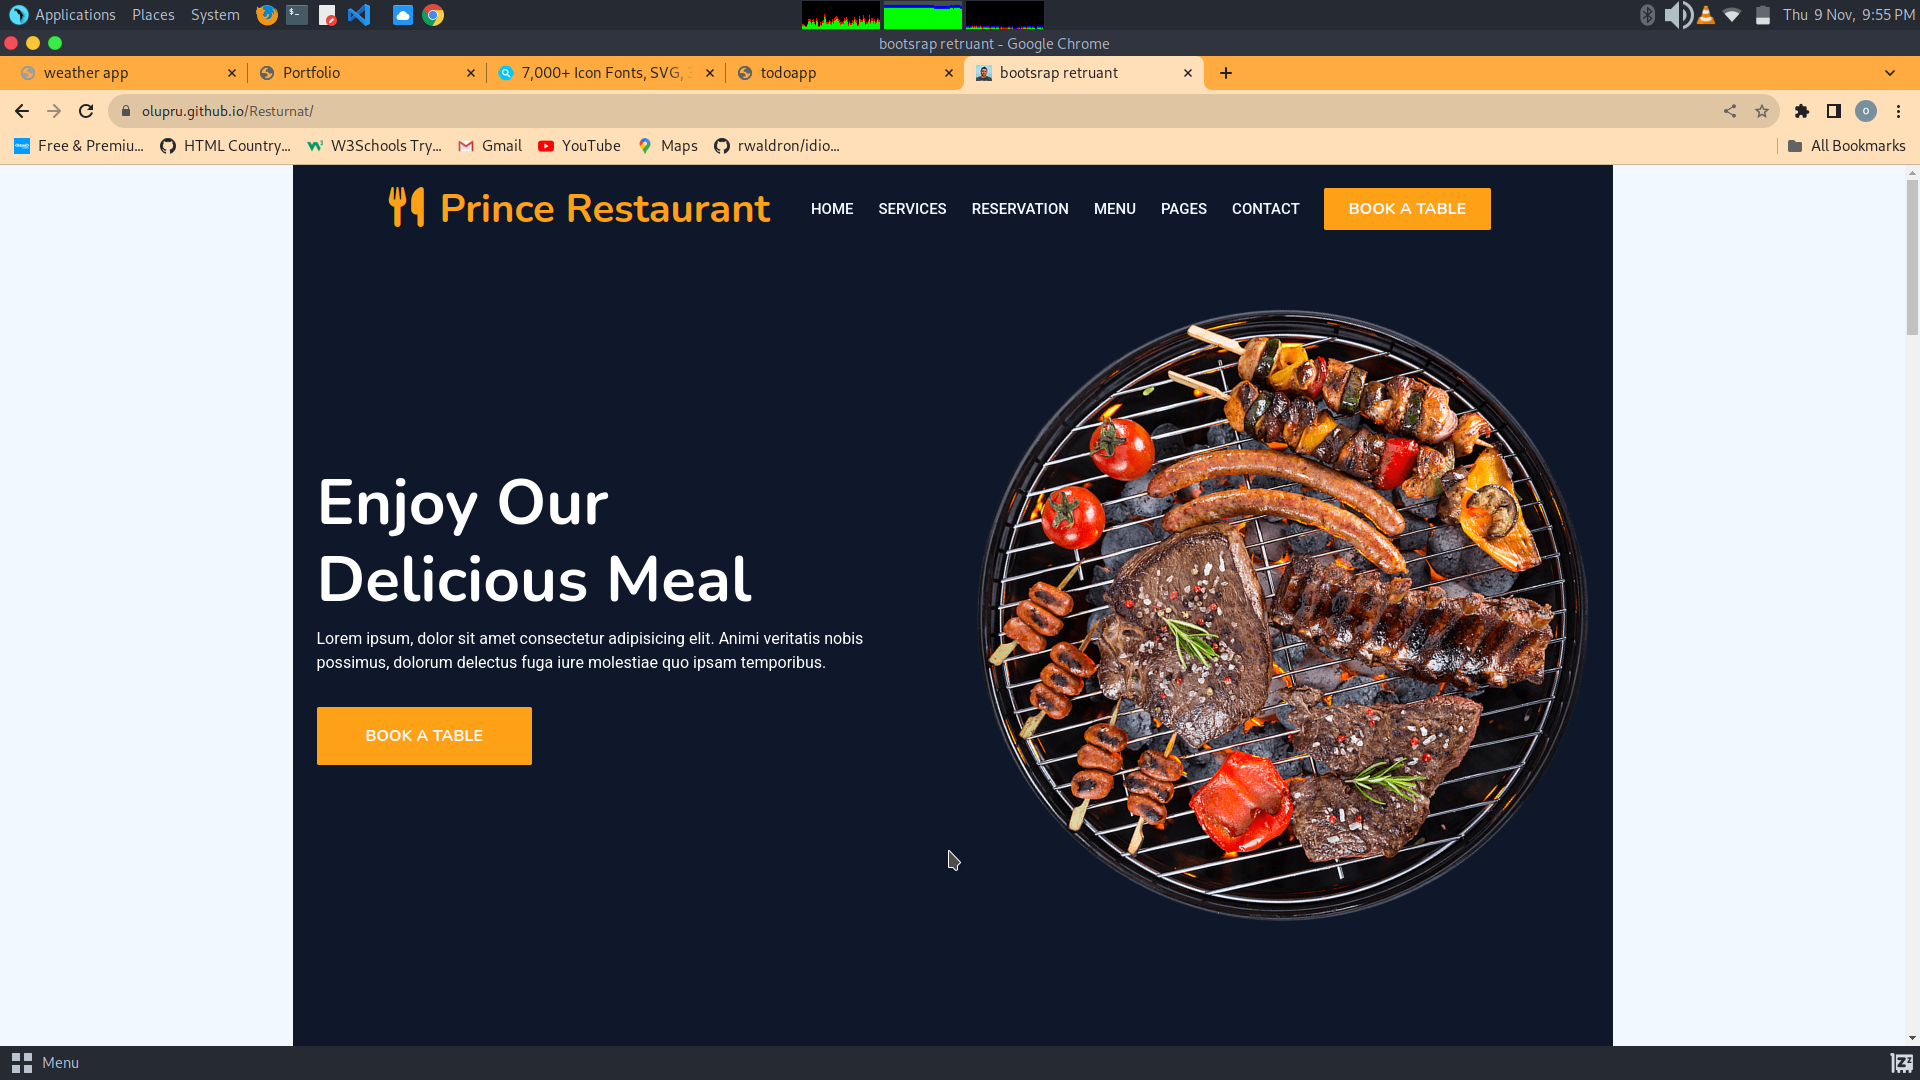 Applications Places System
Thu 9 Nov, 9:55 PM
bootsrap retruant - Google Chrome
weather app
Portfolio
7,000+ Icon Fonts, SVG,
todoapp
bootsrap retruant
olupru.github.io/Resturnat/
Free & Premiu...
HTML Country...
W3Schools Try...
Gmail
YouTube
Maps
rwaldron/idio...
All Bookmarks
Prince Restaurant
HOME SERVICES RESERVATION MENU PAGES CONTACT BOOK A TABLE
Enjoy Our
Delicious Meal
Lorem ipsum, dolor sit amet consectetur adipisicing elit. Animi veritatis nobis
possimus, dolorum delectus fuga iure molestiae quo ipsam temporibus.
BOOK A TABLE
Menu